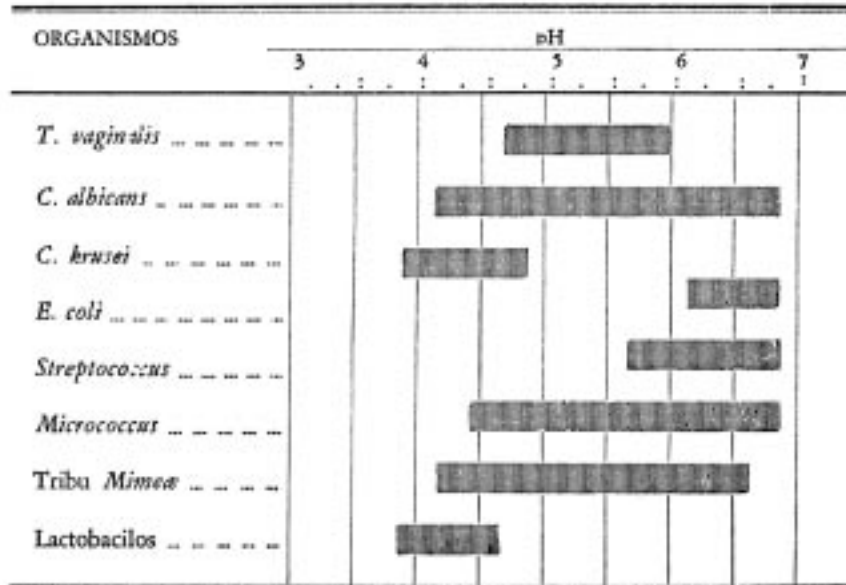 ORGANISMOS
pH
3 4 5 6 7
T. vaginalis
C. albicans
C. krusei
E. coli
Streptococcus
Micrococcus
Tribu Mimeæ
Lactobacilos